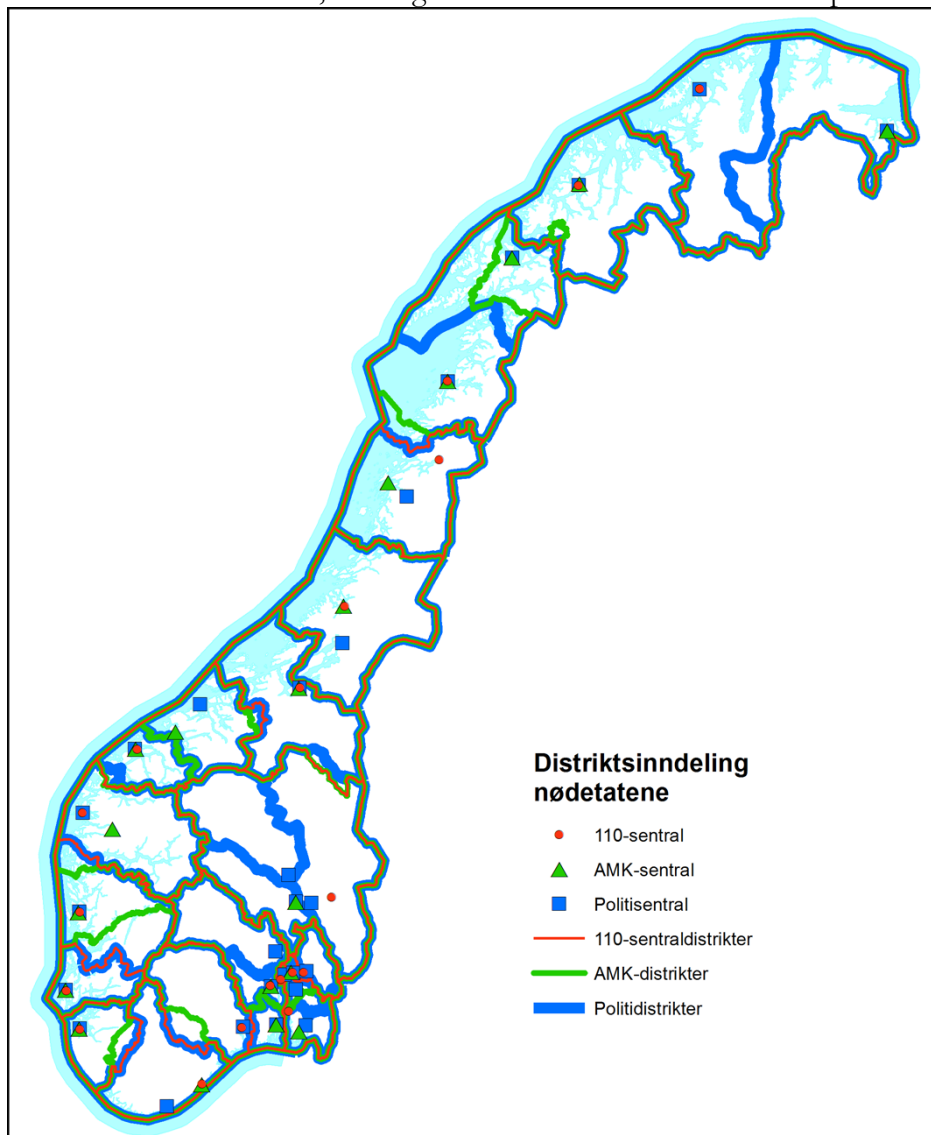 Distriktsinndeling
nødetatene
110-sentral
AMK-sentral
Politisentral
110-sentraldistrikter
AMK-distrikter
Politidistrikter